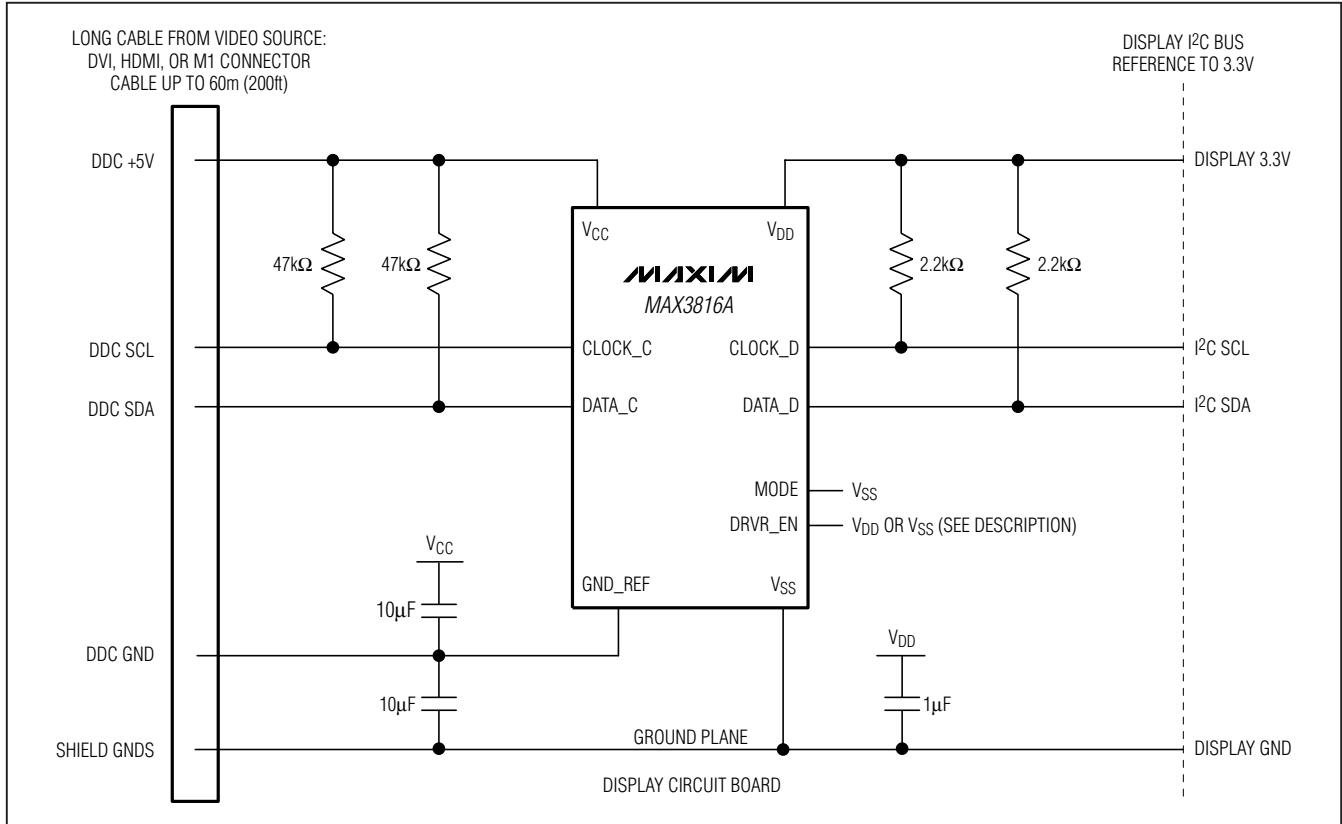 LONG CABLE FROM VIDEO SOURCE:
DVI, HDMI, OR M1 CONNECTOR
CABLE UP TO 60m (200ft)
DISPLAY I²C BUS
REFERENCE TO 3.3V
DDC +5V
DISPLAY 3.3V
VCC
VDD
47kΩ
47kΩ
MAXIM
MAX3816A
2.2kΩ
2.2kΩ
DDC SCL
CLOCK_C
CLOCK_D
I²C SCL
DDC SDA
DATA_C
DATA_D
I²C SDA
MODE
VSS
DRVR_EN
VDD OR VSS (SEE DESCRIPTION)
VCC
GND_REF
VSS
10µF
DDC GND
VDD
10µF
1µF
SHIELD GNDS
GROUND PLANE
DISPLAY GND
DISPLAY CIRCUIT BOARD